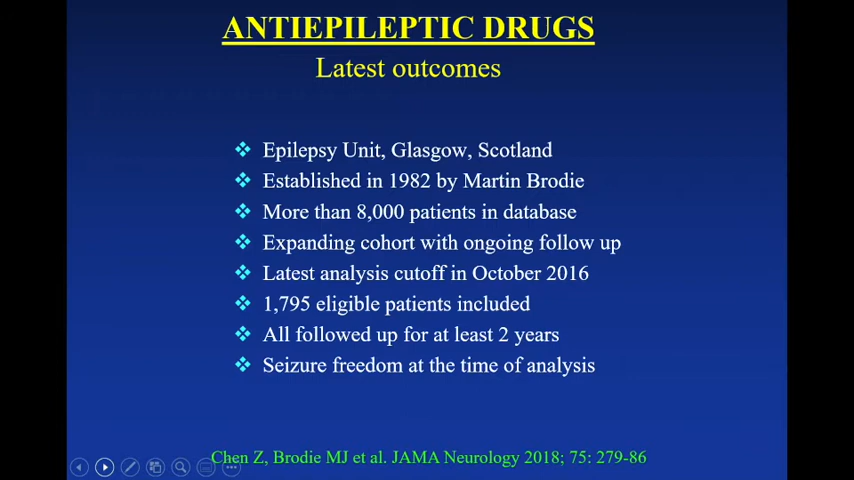 ANTIEPILEPTIC DRUGS
Latest outcomes
Epilepsy Unit, Glasgow, Scotland
Established in 1982 by Martin Brodie
More than 8,000 patients in database
Expanding cohort with ongoing follow up
Latest analysis cutoff in October 2016
1,795 eligible patients included
All followed up for at least 2 years
Seizure freedom at the time of analysis
Chen Z, Brodie MJ et al. JAMA Neurology 2018; 75: 279-86